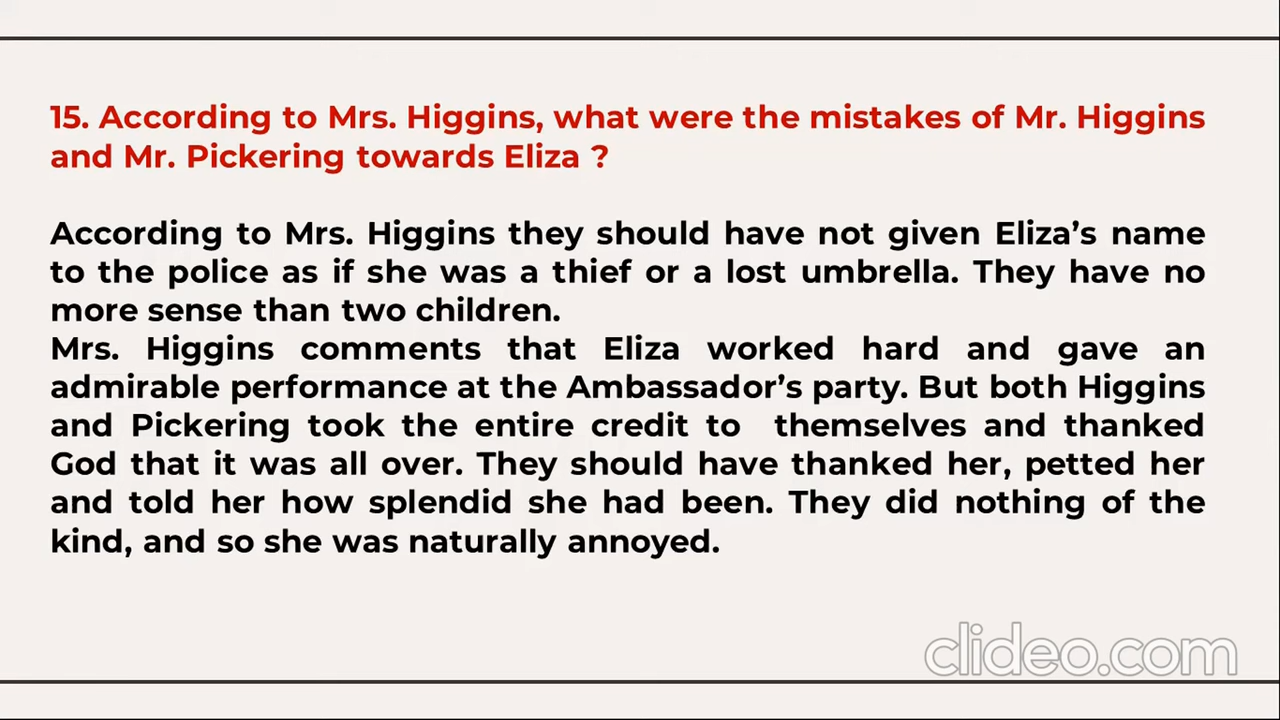 15. According to Mrs. Higgins, what were the mistakes of Mr. Higgins
and Mr. Pickering towards Eliza ?
According to Mrs. Higgins they should have not given Eliza’s name
to the police as if she was a thief or a lost umbrella. They have no
more sense than two children.
Mrs. Higgins comments that Eliza worked hard and gave an
admirable performance at the Ambassador’s party. But both Higgins
and Pickering took the entire credit to themselves and thanked
God that it was all over. They should have thanked her, petted her
and told her how splendid she had been. They did nothing of the
kind, and so she was naturally annoyed.
clideo.com